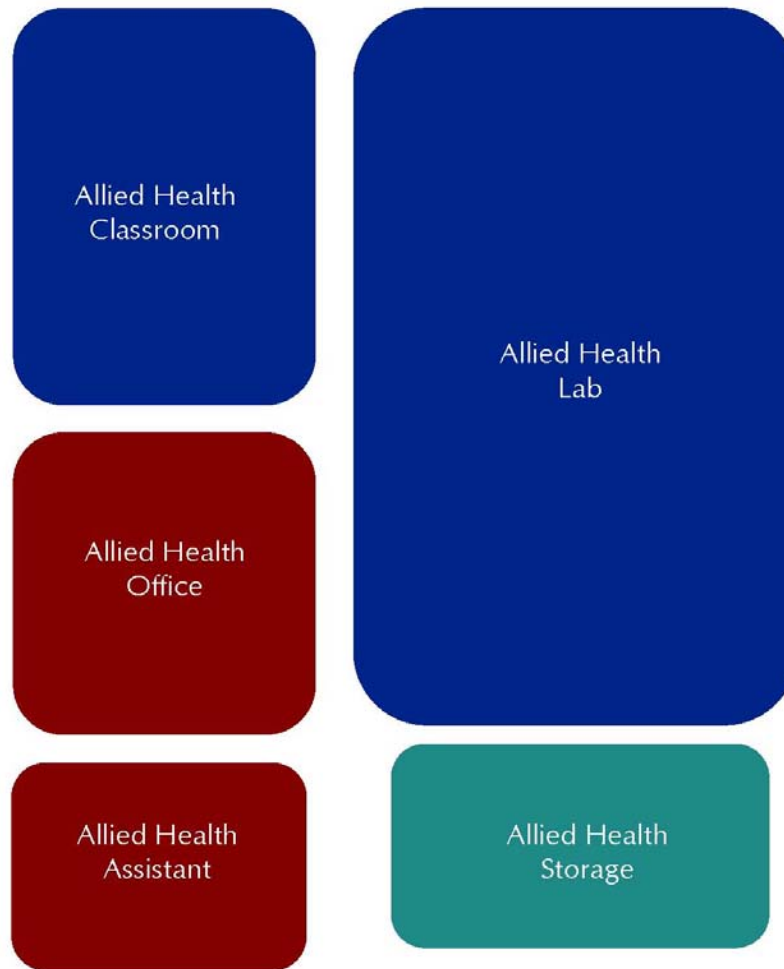 Allied Health
Classroom
Allied Health
Lab
Allied Health
Office
Allied Health
Assistant
Allied Health
Storage